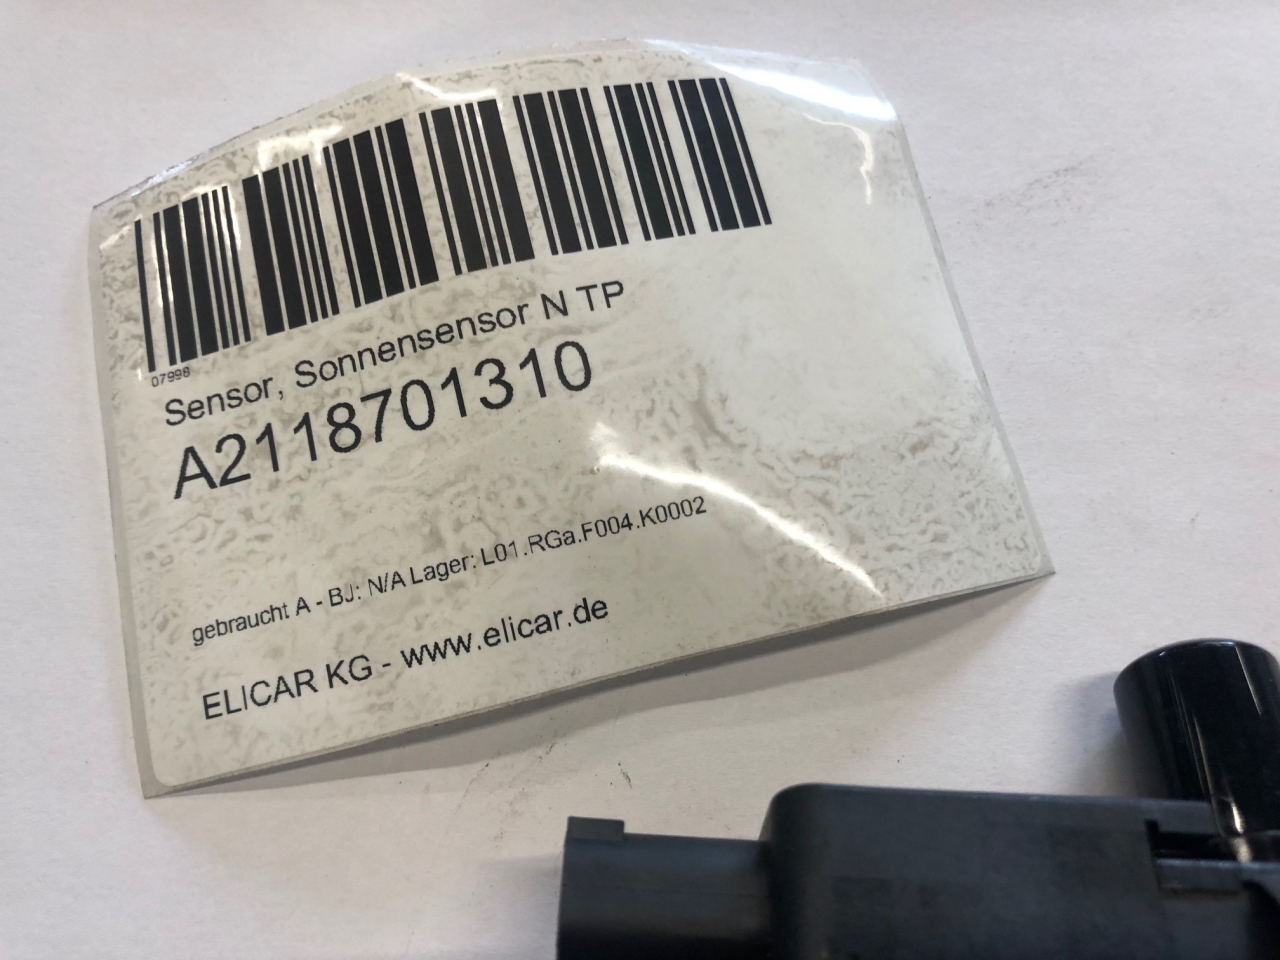 07998
Sensor, Sonnensensor N TP
A2118701310
gebraucht A - BJ: N/A Lager: L01.RGa.F004.K0002
ELICAR KG - www.elicar.de